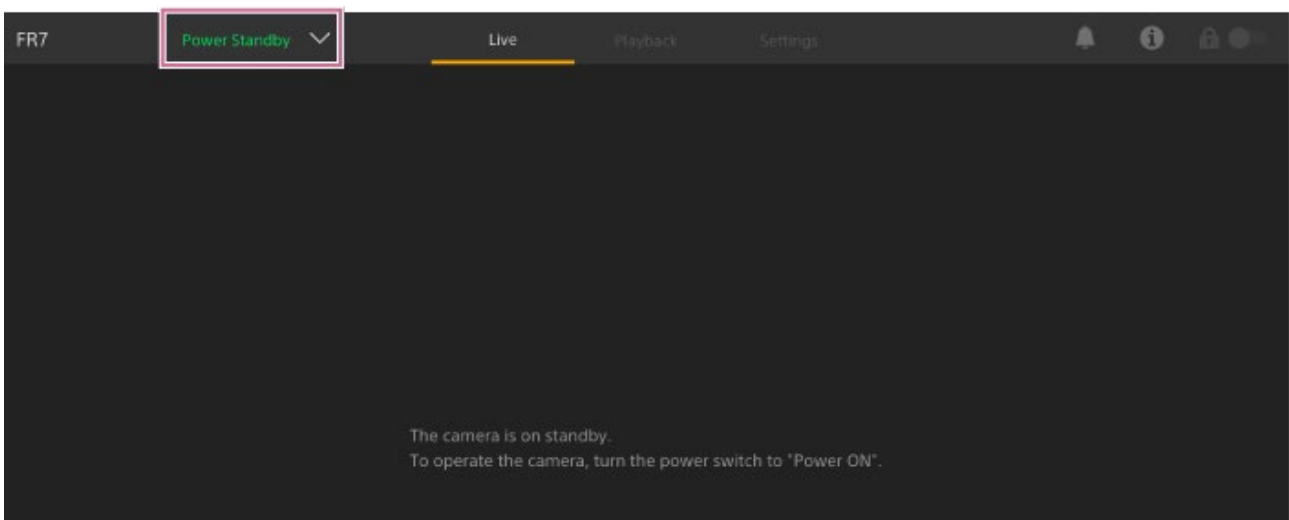 FR7 Power Standby Live Playback Settings
The camera is on standby.
To operate the camera, turn the power switch to "Power ON".